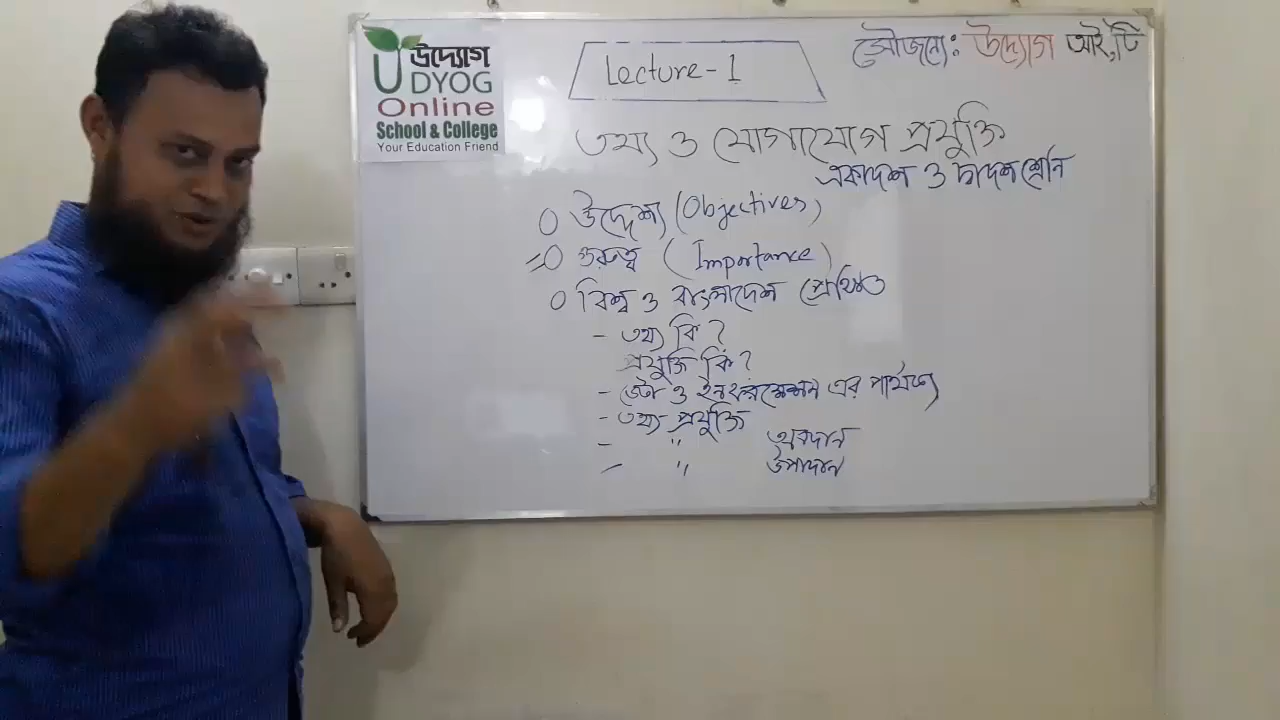 উদ্যোগ
UDYOG
Online
School & College
Your Education Friend
Lecture - 1
সৌজন্যে: উদ্যোগ আই,টি
তথ্য ও যোগাযোগ প্রযুক্তি
একাদশ ও দ্বাদশ শ্রেনি
০ উদ্দেশ্য (Objectives)
০ গুরুত্ব (Importance)
০ বিশ্ব ও বাংলাদেশ প্রেক্ষিত
- তথ্য কি ?
প্রযুক্তি কি ?
- ডেটা ও ইনফরমেশন এর পার্থক্য
- তথ্য প্রযুক্তি
- " অবদান
- " উপাদান